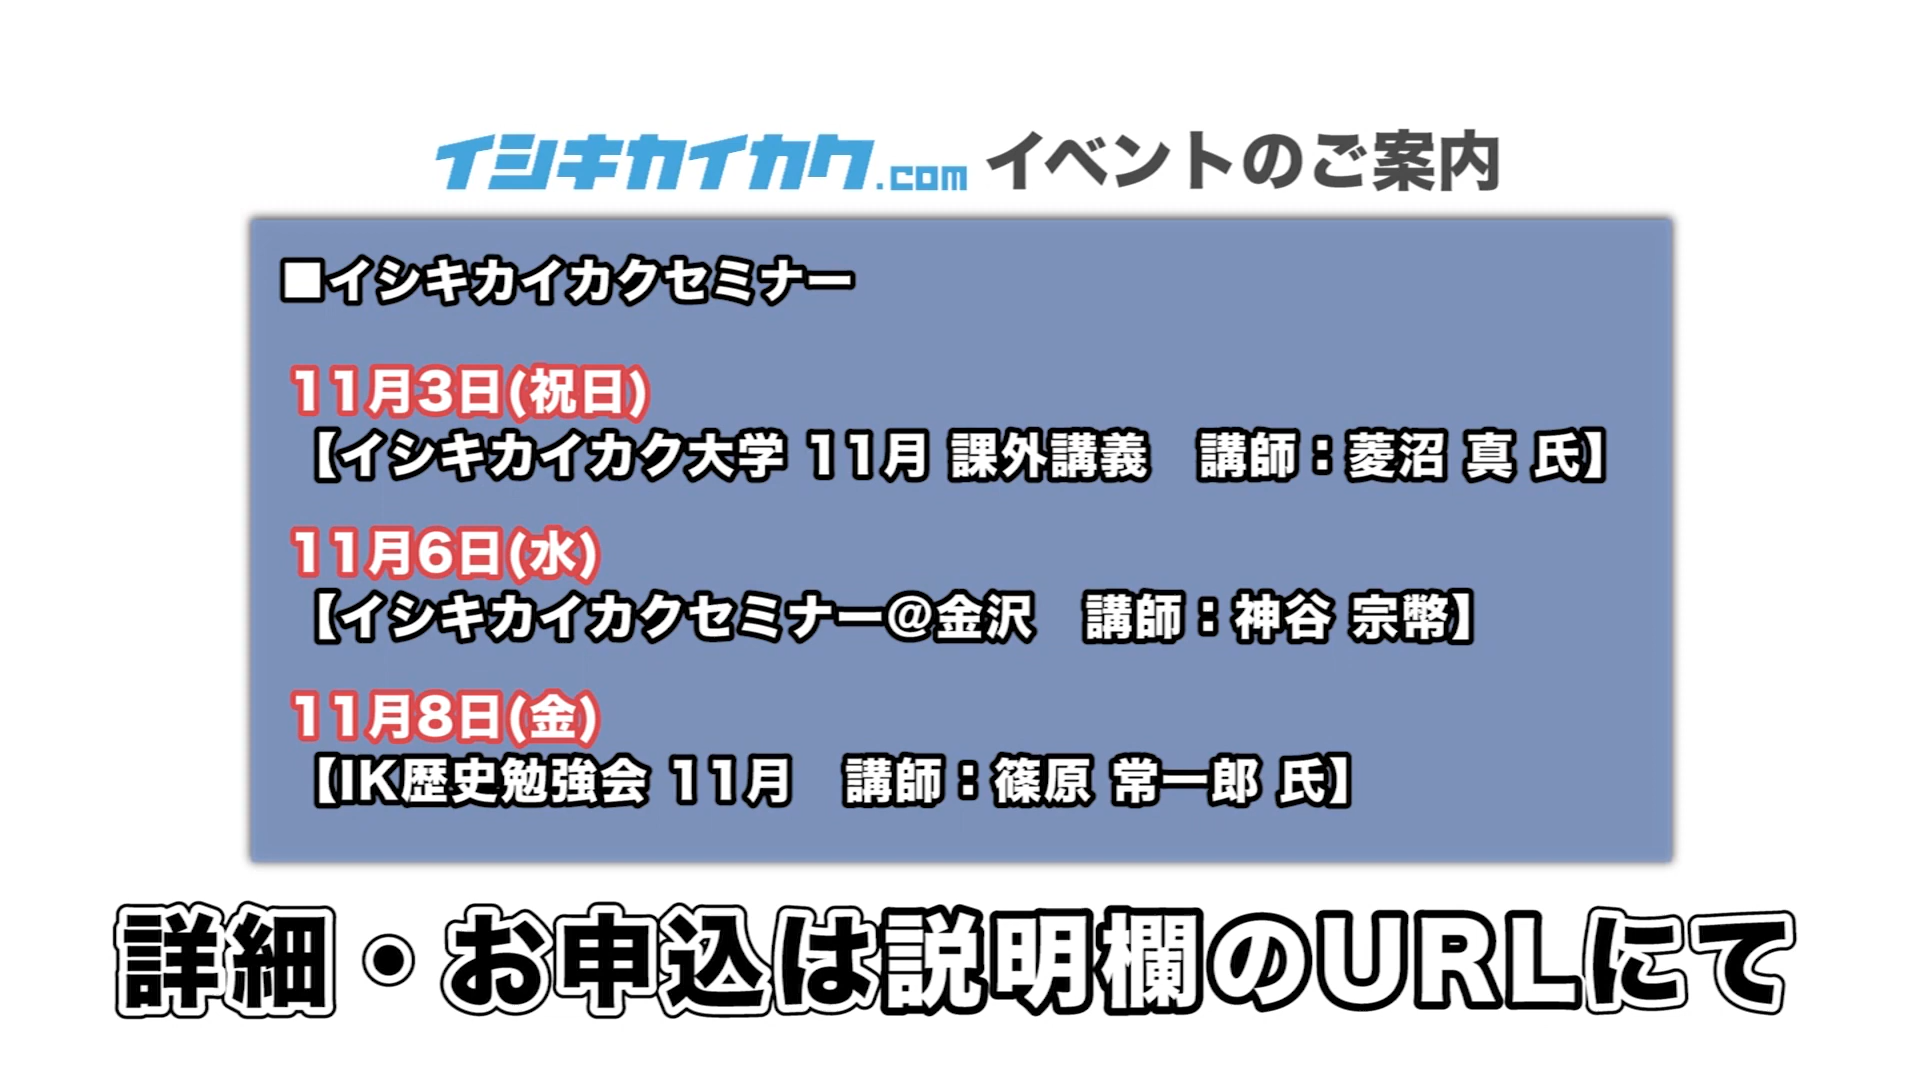 イシキカイカク.com イベントのご案内
■イシキカイカクセミナー
11月3日(祝日)
【イシキカイカク大学 11月 課外講義　講師：菱沼 真 氏】
11月6日(水)
【イシキカイカクセミナー@金沢　講師：神谷 宗幣】
11月8日(金)
【IK歴史勉強会 11月　講師：篠原 常一郎 氏】
詳細・お申込は説明欄のURLにて